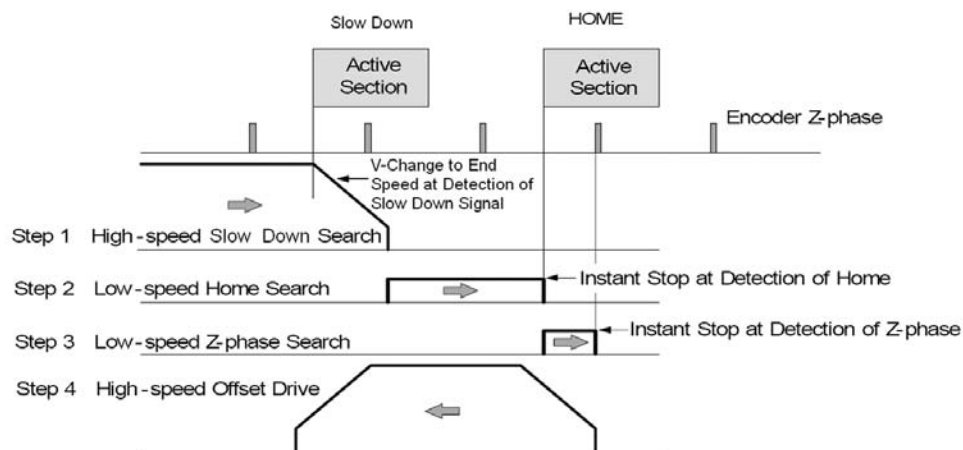 Slow Down
HOME
Active
Section
Active
Section
Encoder Z-phase
V-Change to End
Speed at Detection of
Slow Down Signal
Step 1 High-speed Slow Down Search
Step 2 Low-speed Home Search
Instant Stop at Detection of Home
Step 3 Low-speed Z-phase Search
Instant Stop at Detection of Z-phase
Step 4 High-speed Offset Drive